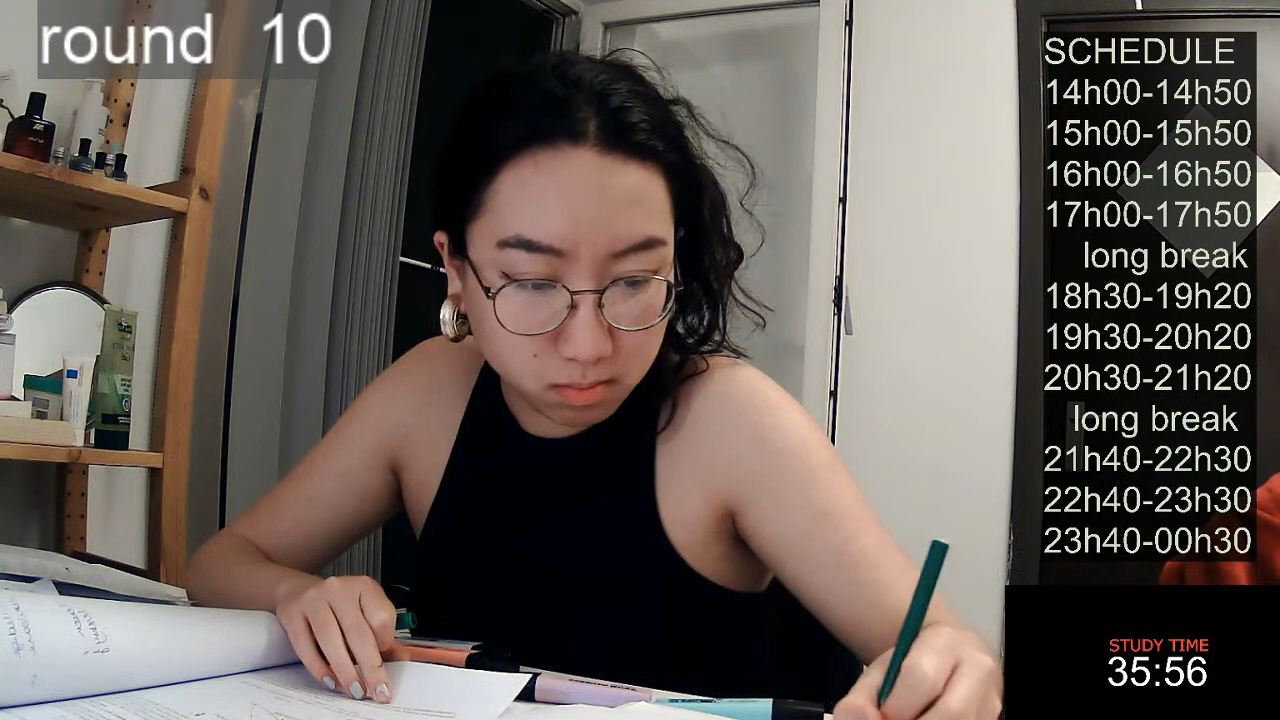 round 10
SCHEDULE
14h00-14h50
15h00-15h50
16h00-16h50
17h00-17h50
long break
18h30-19h20
19h30-20h20
20h30-21h20
long break
21h40-22h30
22h40-23h30
23h40-00h30
STUDY TIME
35:56